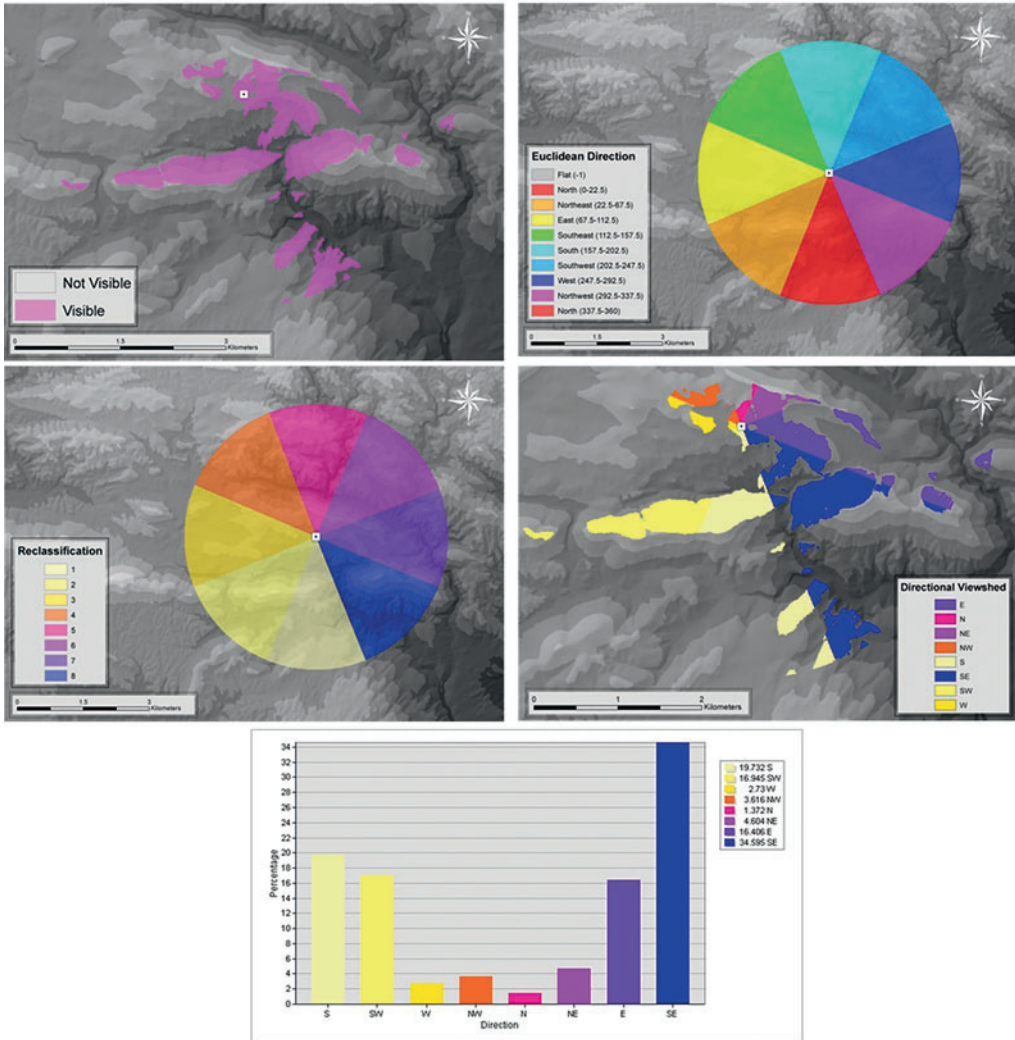 Not Visible
Visible
0 1.5 3
Kilometers
Euclidean Direction
Flat (-1)
North (0-22.5)
Northeast (22.5-67.5)
East (67.5-112.5)
Southeast (112.5-157.5)
South (157.5-202.5)
Southwest (202.5-247.5)
West (247.5-292.5)
Northwest (292.5-337.5)
North (337.5-360)
0 1.5 3
Kilometers
Reclassification
1
2
3
4
5
6
7
8
0 1.5 3
Kilometers
Directional Viewshed
E
N
NE
NW
S
SE
SW
W
0 1 2
Kilometers
34
32
30
28
26
24
22
20
18
16
14
12
10
8
6
4
2
0
Percentage
S SW W NW N NE E SE
Direction
19.732 S
16.945 SW
2.73 W
3.616 NW
1.372 N
4.604 NE
16.406 E
34.595 SE